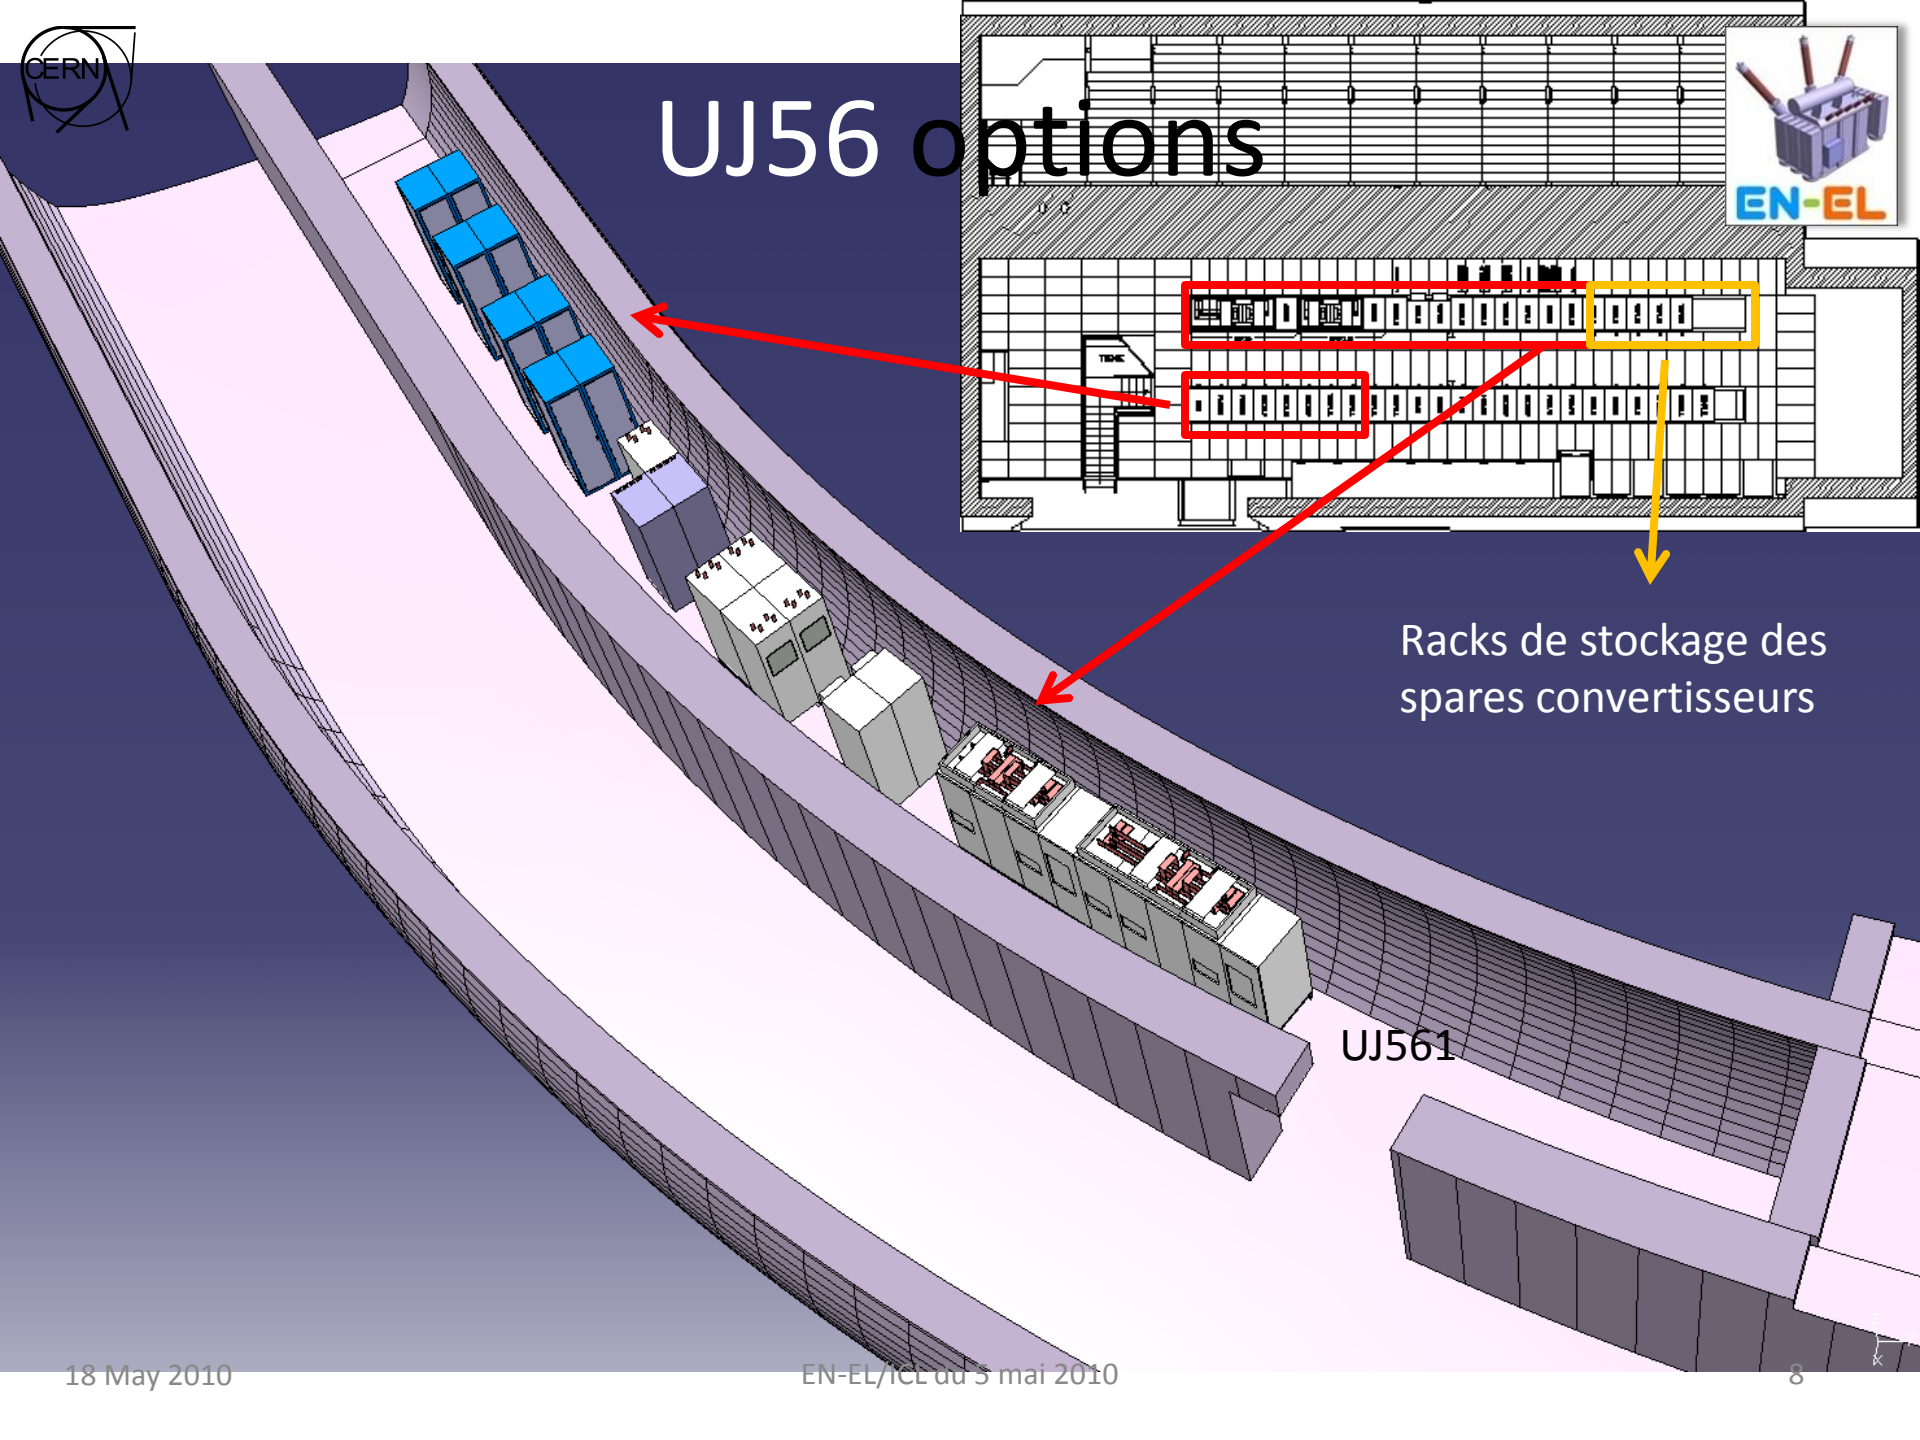 CERN
UJ56 options
EN-EL
Racks de stockage des
spares convertisseurs
UJ561
18 May 2010
EN-EL/ICL du 5 mai 2010
8